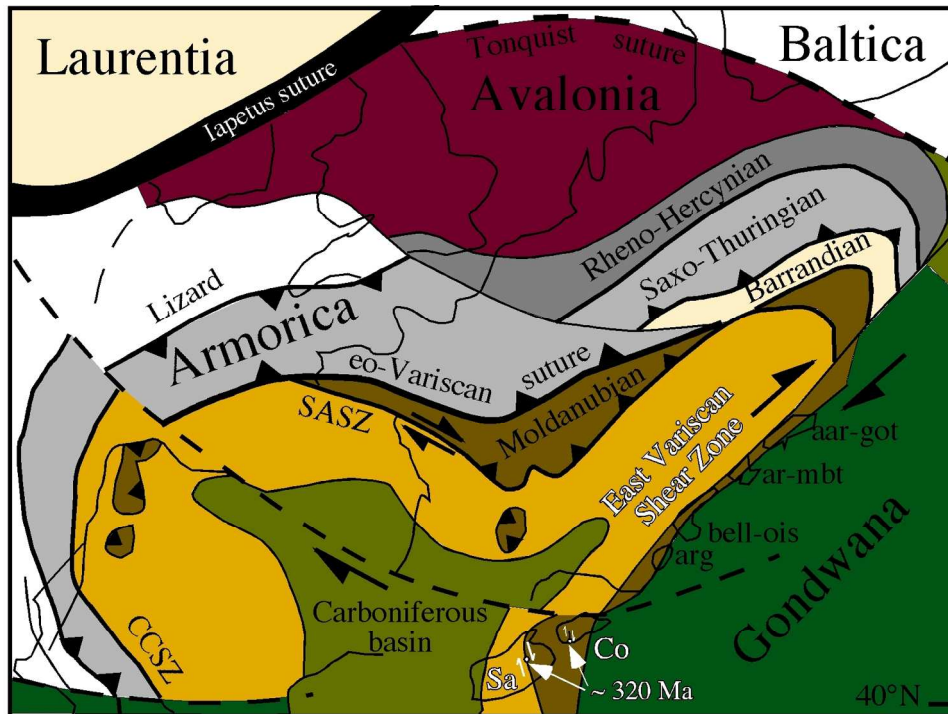 Laurentia
Iapetus suture
Tonquist suture
Avalonia
Baltica
Rheno-Hercynian
Saxo-Thuringian
Barrandian
Lizard
Armorica
eo-Variscan suture
Moldanubian
SASZ
East Variscan
Shear Zone
aar-got
ar-mbt
bell-ois
arg
Gondwana
Carboniferous
basin
CCSZ
Sa
Co
~ 320 Ma
40°N